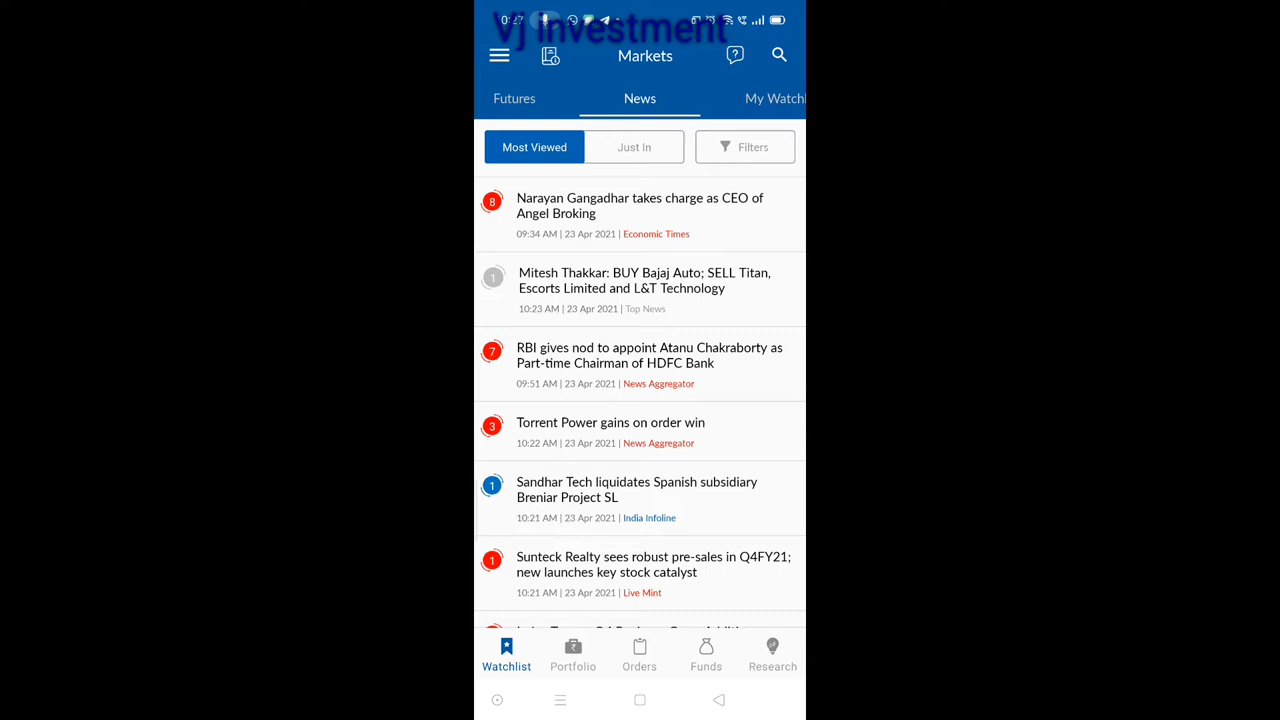 0:27
Vj investment
Markets
Futures
News
My Watchl
Most Viewed
Just In
Filters
8
Narayan Gangadhar takes charge as CEO of
Angel Broking
09:34 AM | 23 Apr 2021 | Economic Times
1
Mitesh Thakkar: BUY Bajaj Auto; SELL Titan,
Escorts Limited and L&T Technology
10:23 AM | 23 Apr 2021 | Top News
7
RBI gives nod to appoint Atanu Chakraborty as
Part-time Chairman of HDFC Bank
09:51 AM | 23 Apr 2021 | News Aggregator
3
Torrent Power gains on order win
10:22 AM | 23 Apr 2021 | News Aggregator
1
Sandhar Tech liquidates Spanish subsidiary
Breniar Project SL
10:21 AM | 23 Apr 2021 | India Infoline
1
Sunteck Realty sees robust pre-sales in Q4FY21;
new launches key stock catalyst
10:21 AM | 23 Apr 2021 | Live Mint
Watchlist
Portfolio
Orders
Funds
Research